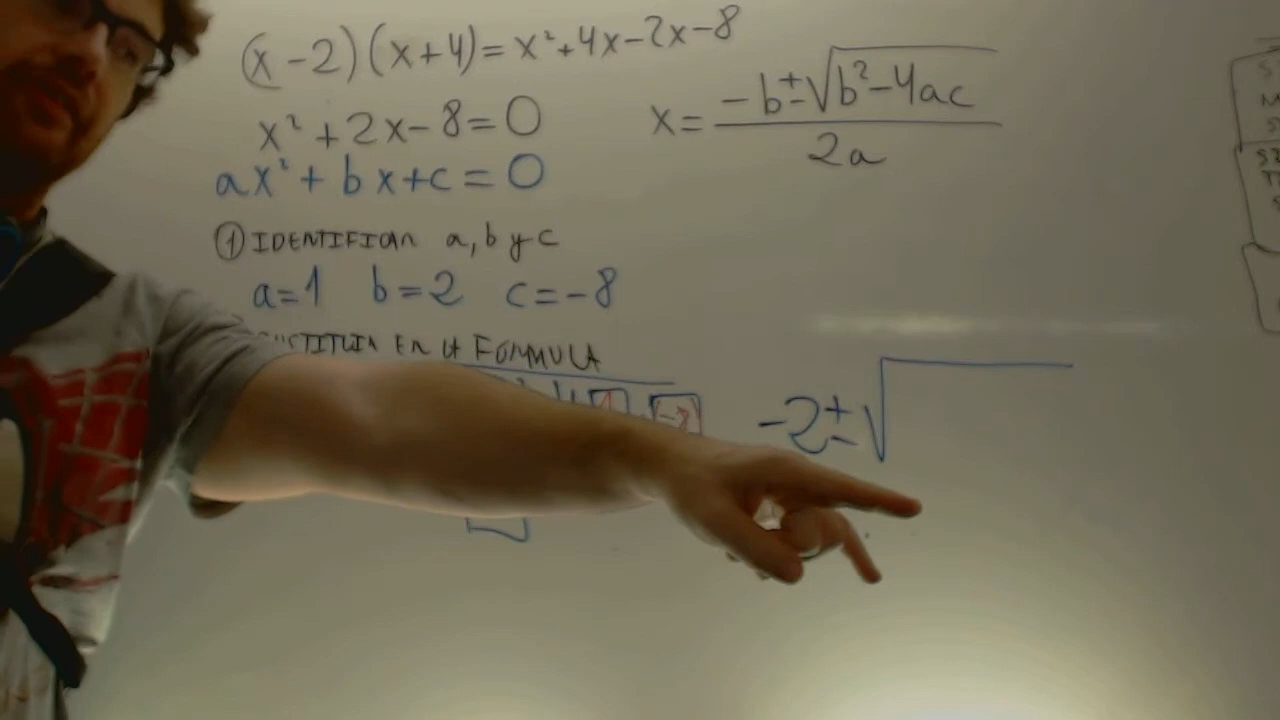 (x-2)(x+4)=x²+4x-2x-8
x²+2x-8=0
ax²+bx+c=0
x=\frac{-b±√(b²-4ac)}{2a}
① IDENTIFICAR a, b y c
a=1 b=2 c=-8
EN LA FORMULA
-2±√